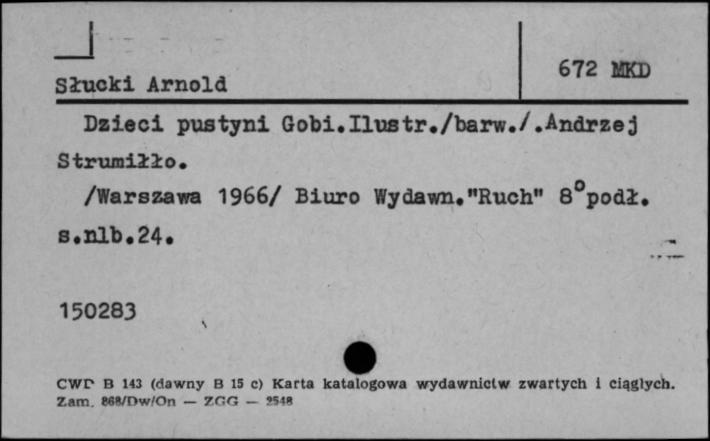 672 MKD
Słucki Arnold
Dzieci pustyni Gobi.Ilustr./barw./.Andrzej
Strumiłło.
/Warszawa 1966/ Biuro Wydawn."Ruch" 8°podł.
s.nlb.24.
150283
CWD B 143 (dawny B 15 c) Karta katalogowa wydawnictw zwartych i ciągłych.
Zam. 868/Dw/On — ZGG — 2548